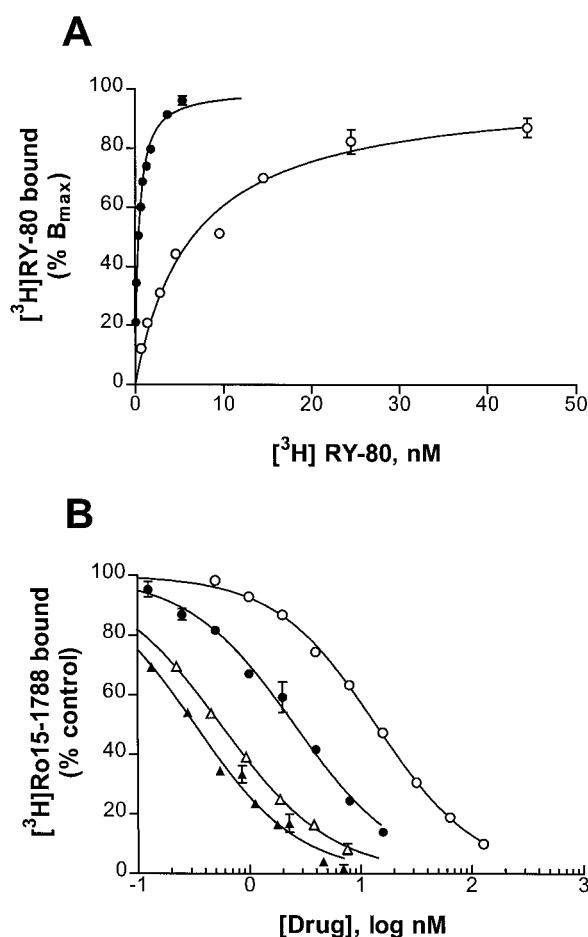 A
[³H]RY-80 bound
(% Bmax)
100
80
60
40
20
0
0
10
20
30
40
50
[³H] RY-80, nM
B
[³H]Ro15-1788 bound
(% control)
100
80
60
40
20
0
-1
0
1
2
3
[Drug], log nM